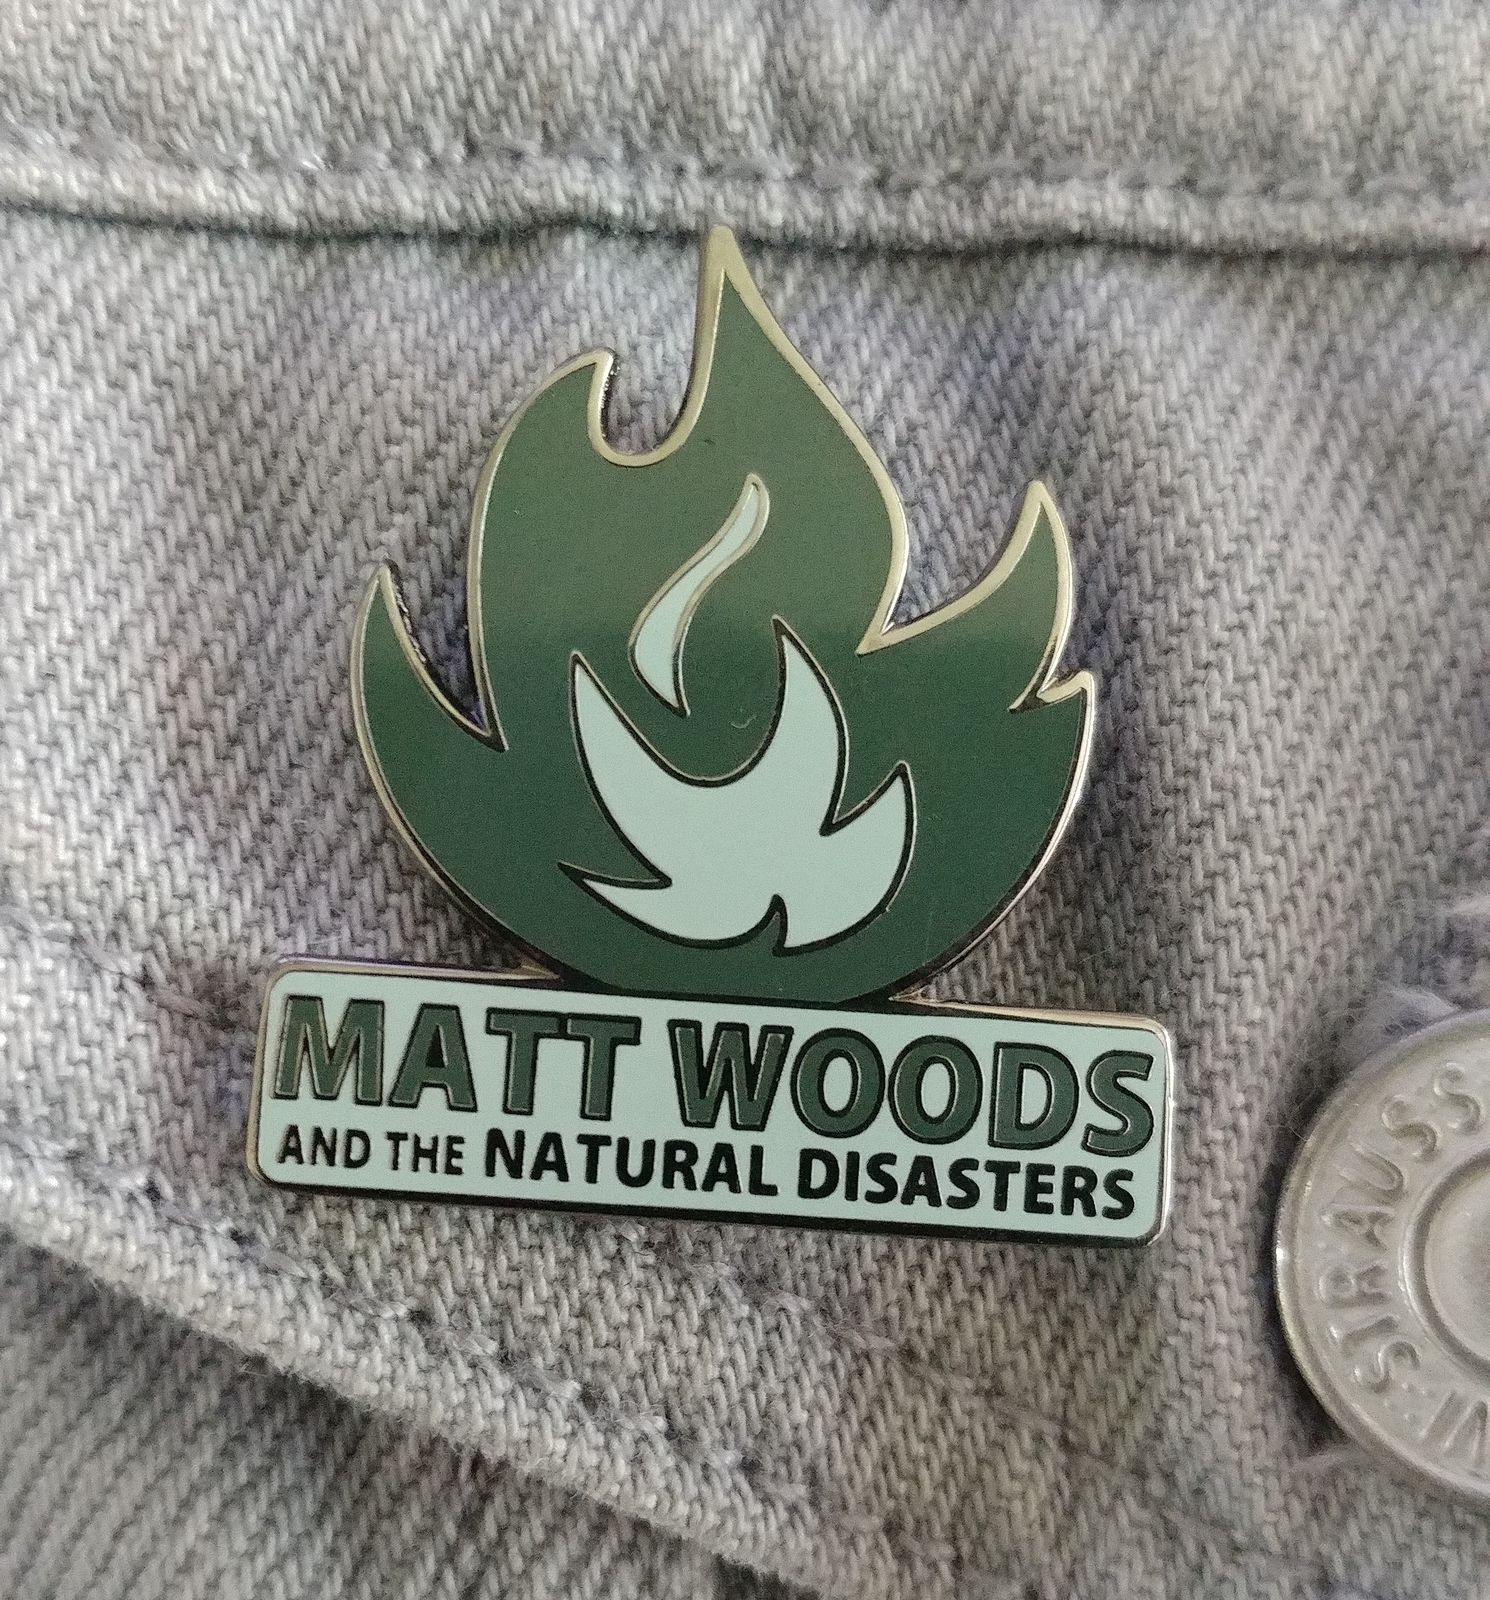 MATT WOODS
AND THE NATURAL DISASTERS
STRAUSS